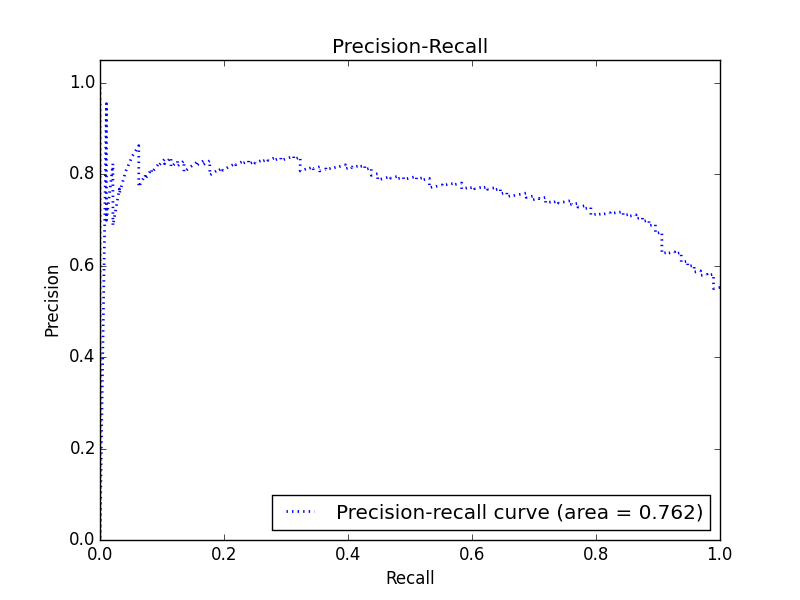 Precision-Recall
1.0
0.8
0.6
0.4
0.2
0.0
Precision
Precision-recall curve (area = 0.762)
0.0 0.2 0.4 0.6 0.8 1.0
Recall